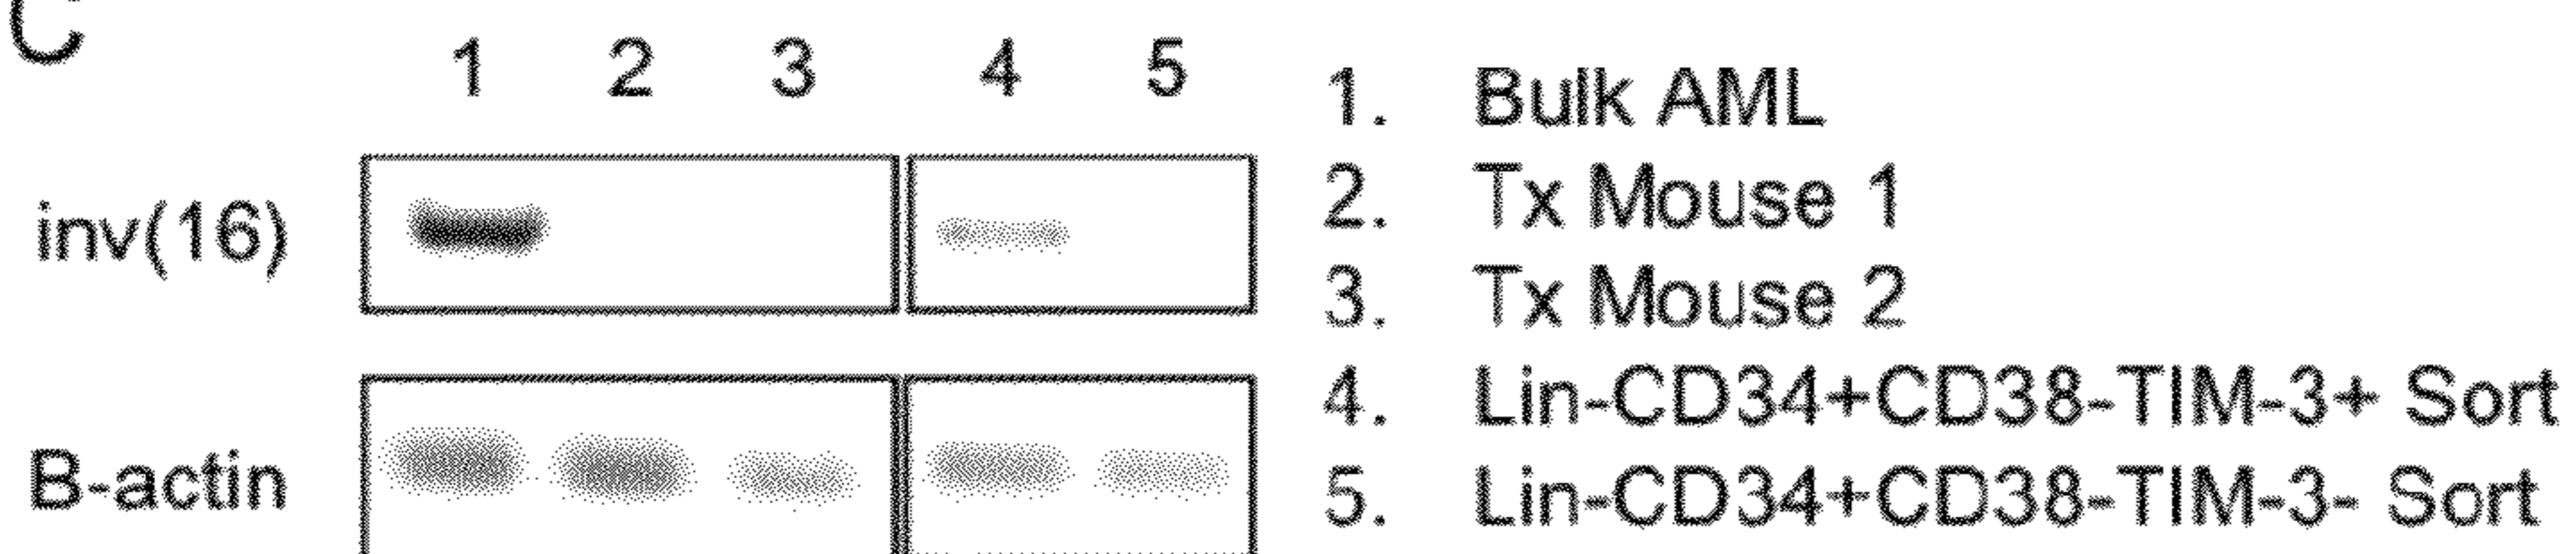 C
1 2 3 4 5
inv(16)
B-actin
1. Bulk AML
2. Tx Mouse 1
3. Tx Mouse 2
4. Lin-CD34+CD38-TIM-3+ Sort
5. Lin-CD34+CD38-TIM-3- Sort